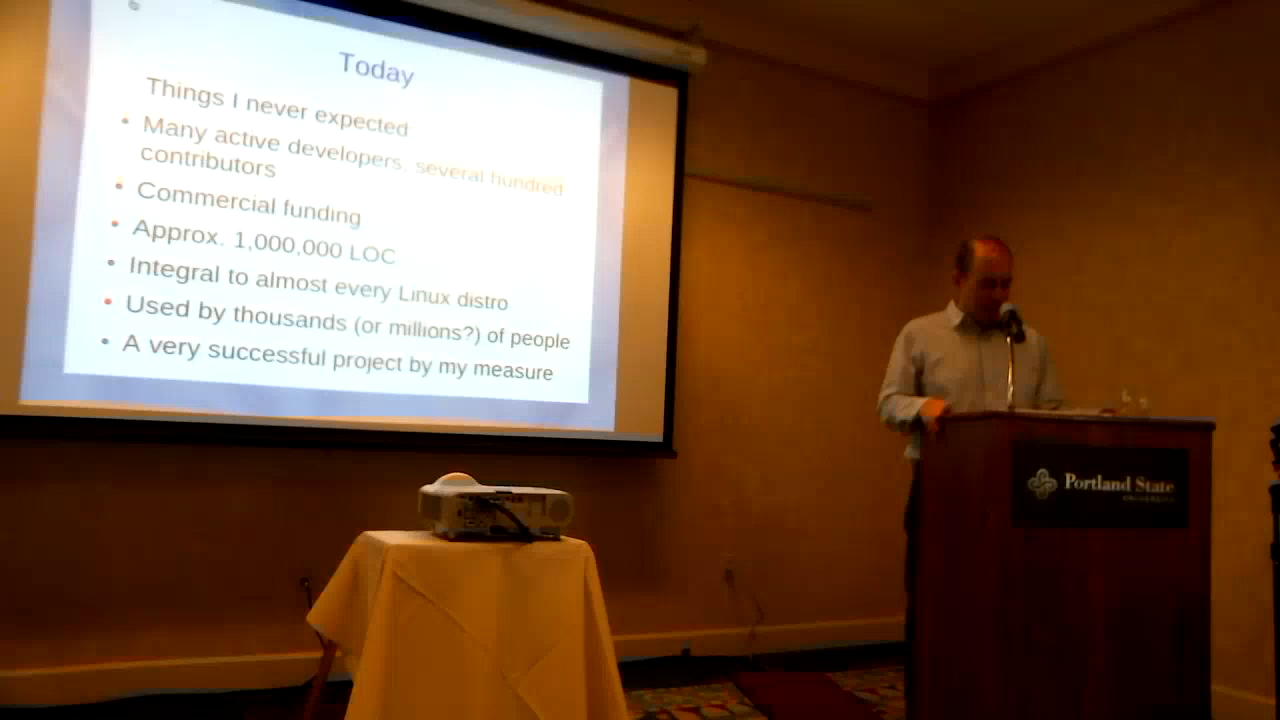 Today
Things I never expected
• Many active developers, several hundred
contributors
• Commercial funding
• Approx. 1,000,000 LOC
• Integral to almost every Linux distro
• Used by thousands (or millions?) of people
• A very successful project by my measure
Portland State
UNIVERSITY